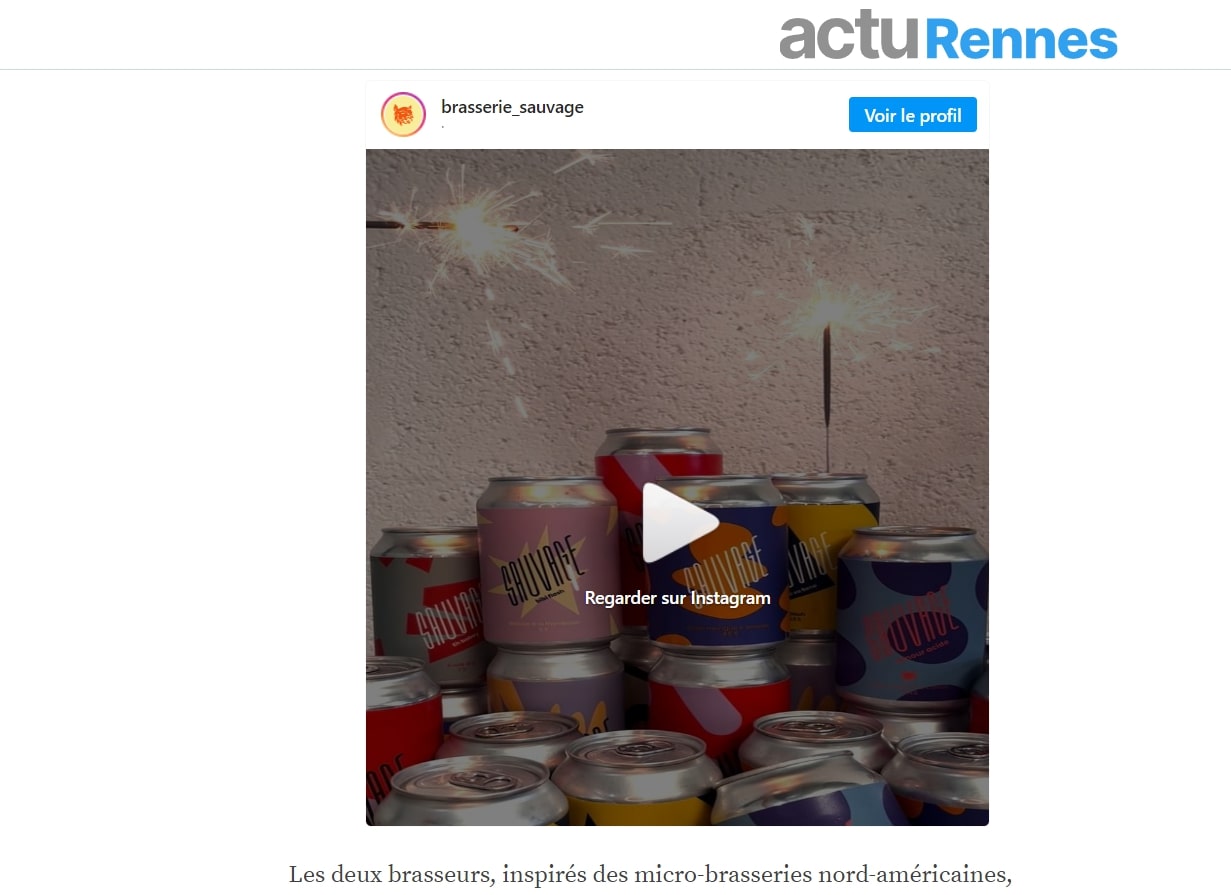 actu Rennes
brasserie_sauvage
Voir le profil
SAUVAGE
SAUVAGE
SAUVAGE
SAUVAGE
SAUVAGE
Regarder sur Instagram
Les deux brasseurs, inspirés des micro-brasseries nord-américaines,